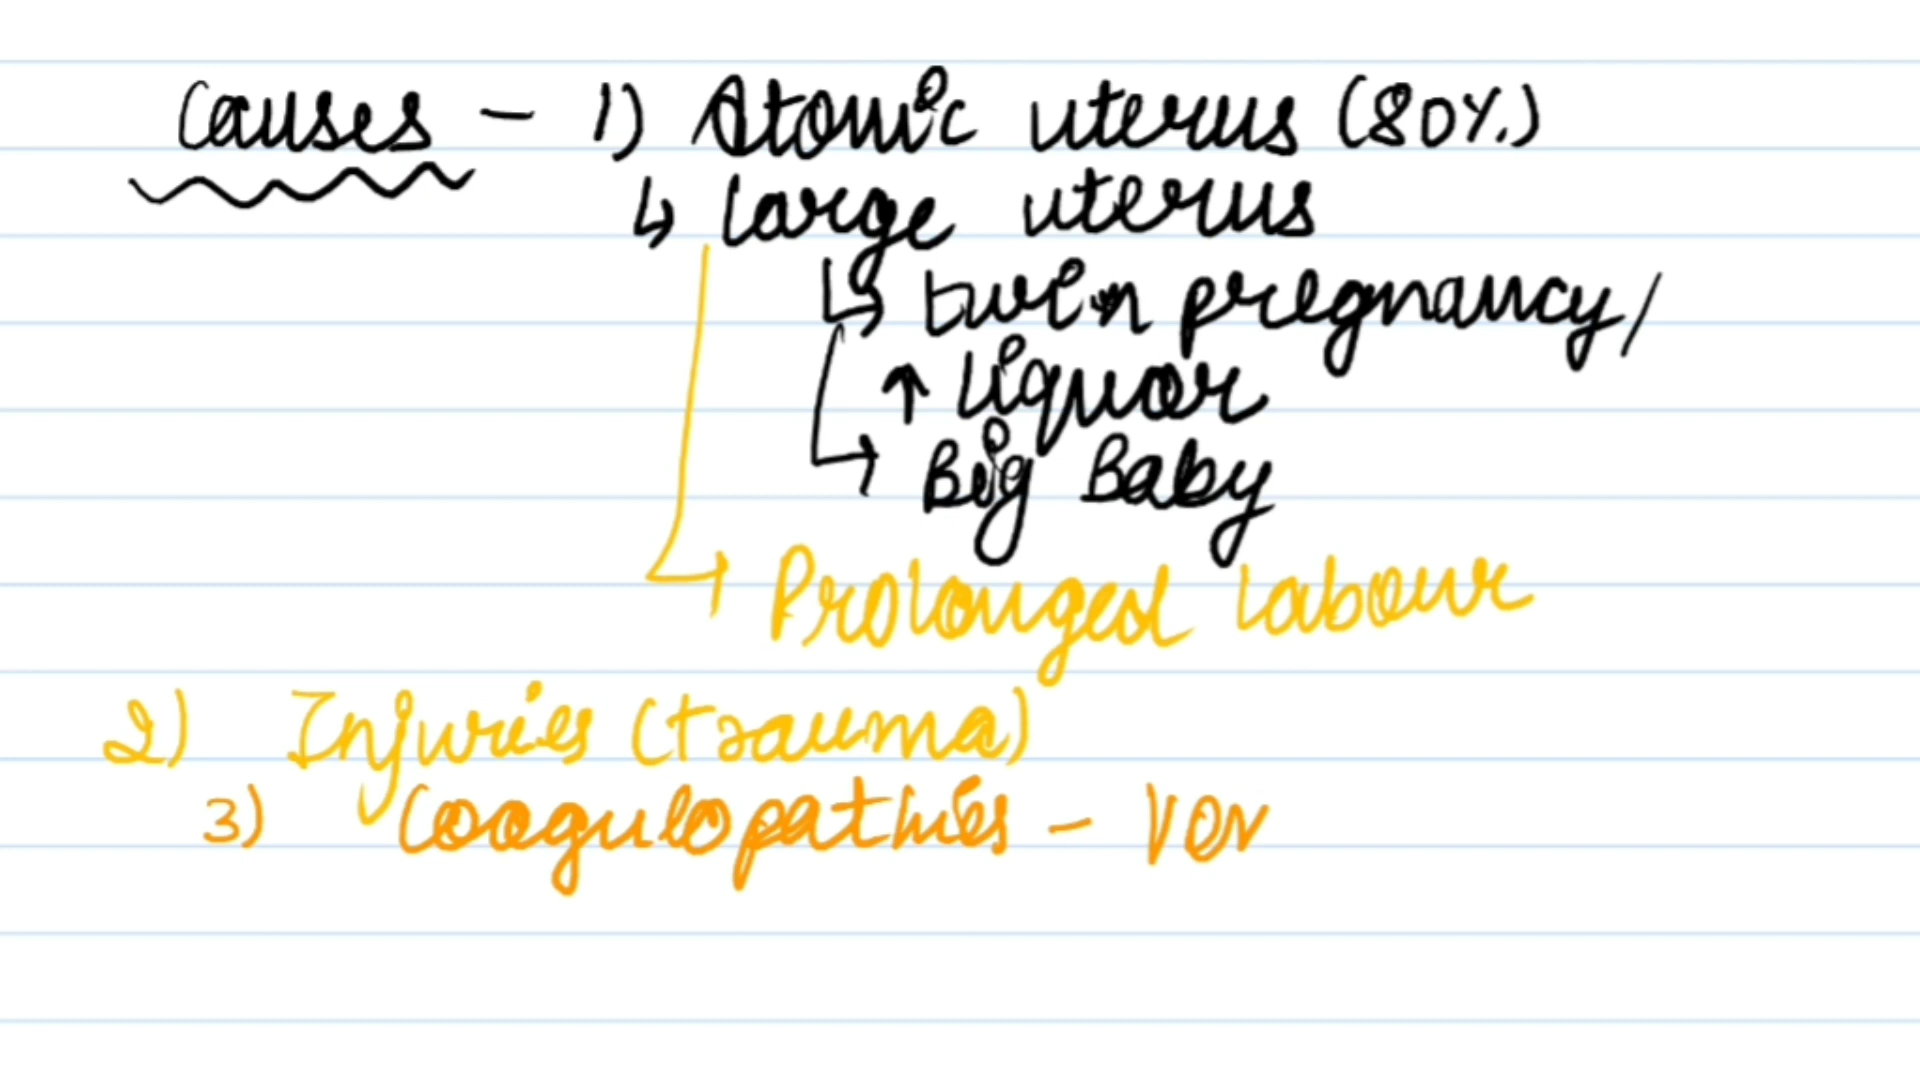 Causes - 1) Atonic uterus (80%)
↳ large uterus
↳ twin pregnancy/
↑ liquor
↳ Big Baby
↳ Prolonged labour
2) Injuries (trauma)
3) Coagulopathies -